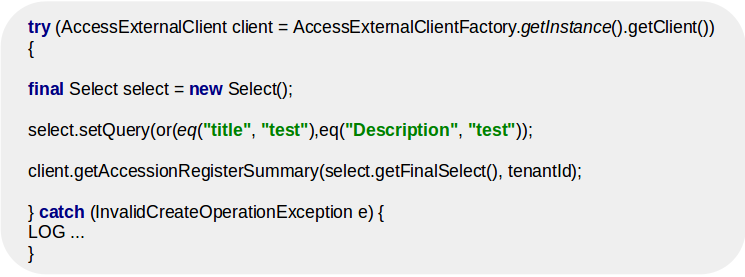 try (AccessExternalClient client = AccessExternalClientFactory.getInstance().getClient())
{
final Select select = new Select();
select.setQuery(or(eq("title", "test"),eq("Description", "test"));
client.getAccessionRegisterSummary(select.getFinalSelect(), tenantId);
} catch (InvalidCreateOperationException e) {
LOG ...
}